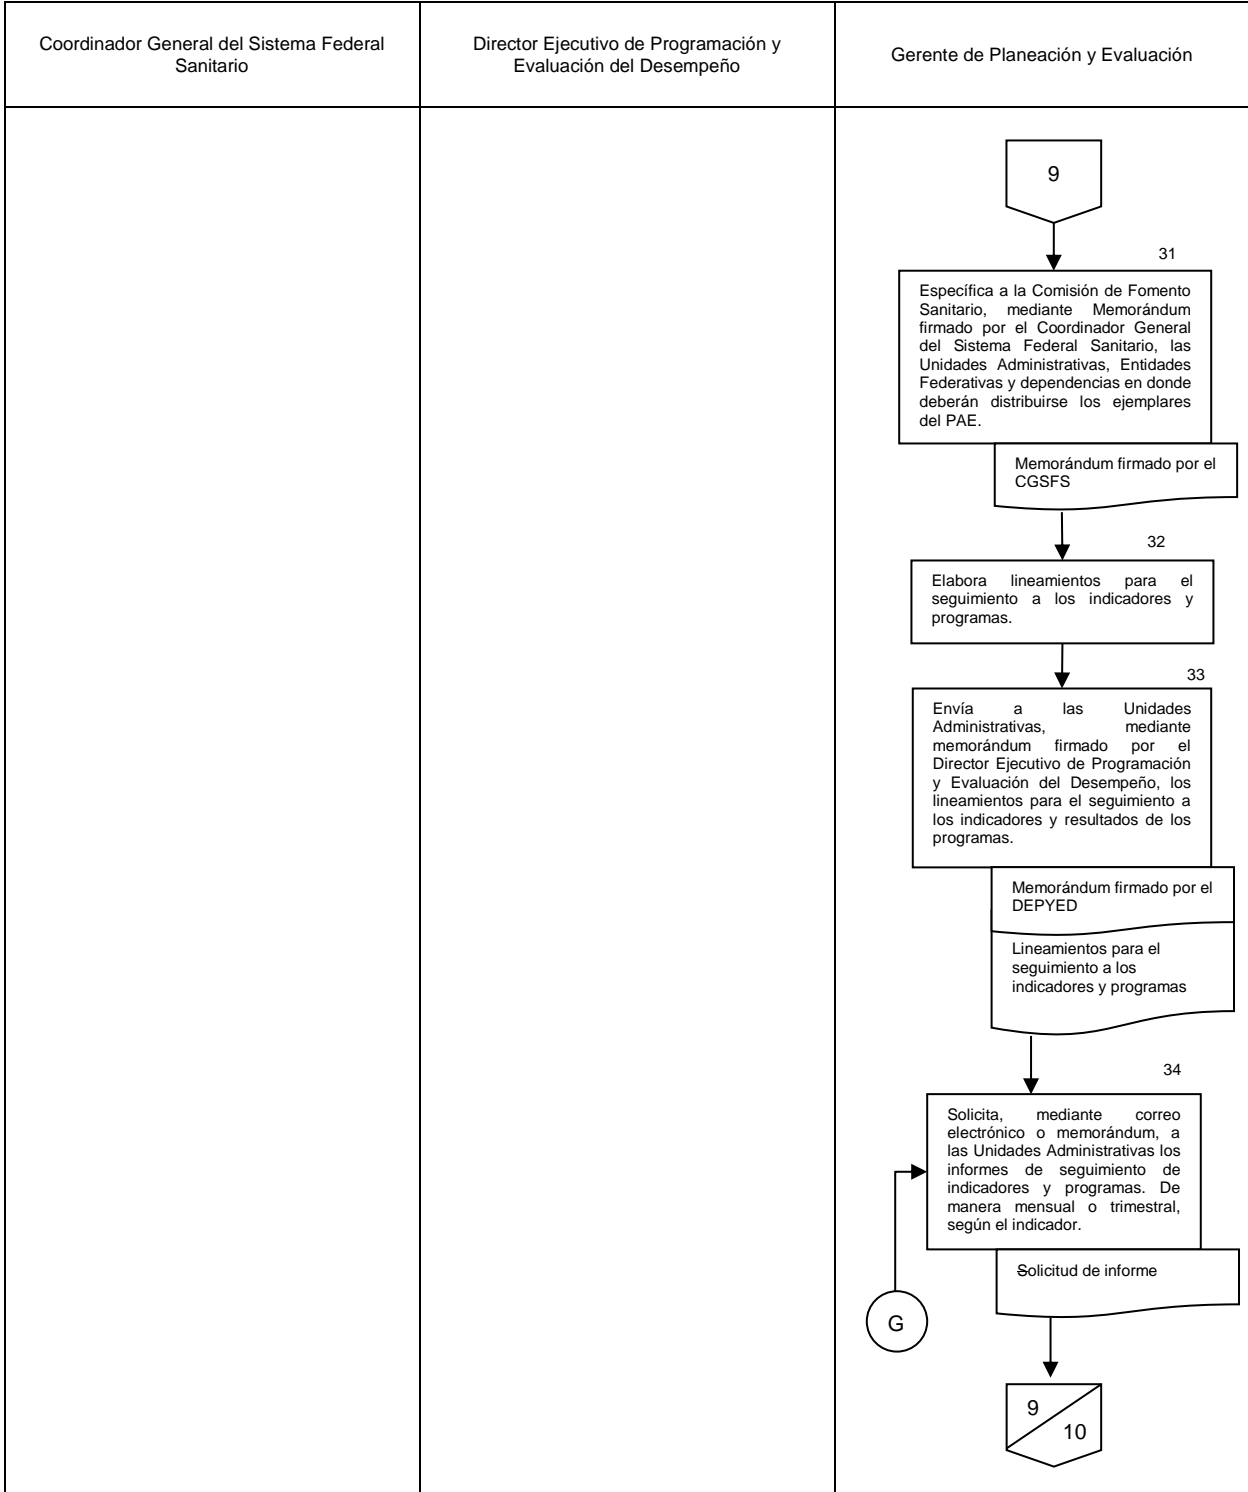 Coordinador General del Sistema Federal
Sanitario
Director Ejecutivo de Programación y
Evaluación del Desempeño
Gerente de Planeación y Evaluación
9
31
Específica a la Comisión de Fomento
Sanitario, mediante Memorándum
firmado por el Coordinador General
del Sistema Federal Sanitario, las
Unidades Administrativas, Entidades
Federativas y dependencias en donde
deberán distribuirse los ejemplares
del PAE.
Memorándum firmado por el
CGSFS
32
Elabora lineamientos para el
seguimiento a los indicadores y
programas.
33
Envía a las Unidades
Administrativas, mediante
memorándum firmado por el
Director Ejecutivo de Programación
y Evaluación del Desempeño, los
lineamientos para el seguimiento a
los indicadores y resultados de los
programas.
Memorándum firmado por el
DEPYED
Lineamientos para el
seguimiento a los
indicadores y programas
34
Solicita, mediante correo
electrónico o memorándum, a
las Unidades Administrativas los
informes de seguimiento de
indicadores y programas. De
manera mensual o trimestral,
según el indicador.
Solicitud de informe
G
9
10